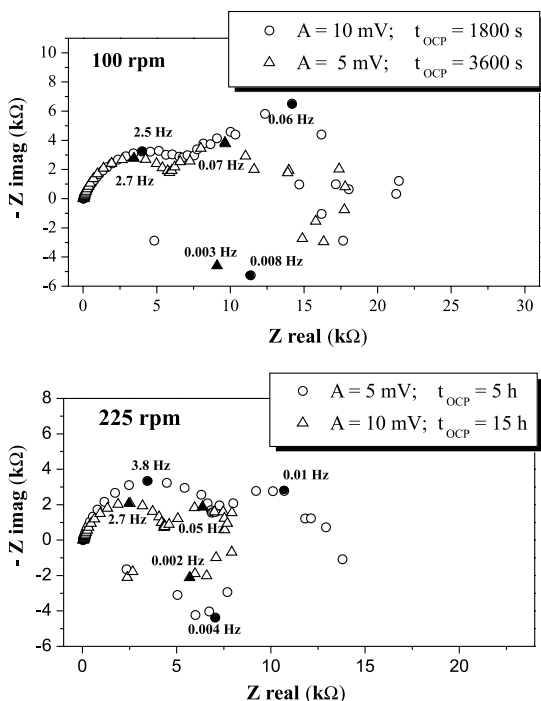 100 rpm
○ A = 10 mV; t_OCP = 1800 s
△ A = 5 mV; t_OCP = 3600 s
10
8
6
4
2
0
-2
-4
-6
- Z imag (kΩ)
2.5 Hz
2.7 Hz
0.06 Hz
0.07 Hz
0.003 Hz
0.008 Hz
0 5 10 15 20 25 30
Z real (kΩ)
225 rpm
○ A = 5 mV; t_OCP = 5 h
△ A = 10 mV; t_OCP = 15 h
8
6
4
2
0
-2
-4
-6
- Z imag (kΩ)
3.8 Hz
2.7 Hz
0.01 Hz
0.05 Hz
0.002 Hz
0.004 Hz
0 5 10 15 20
Z real (kΩ)